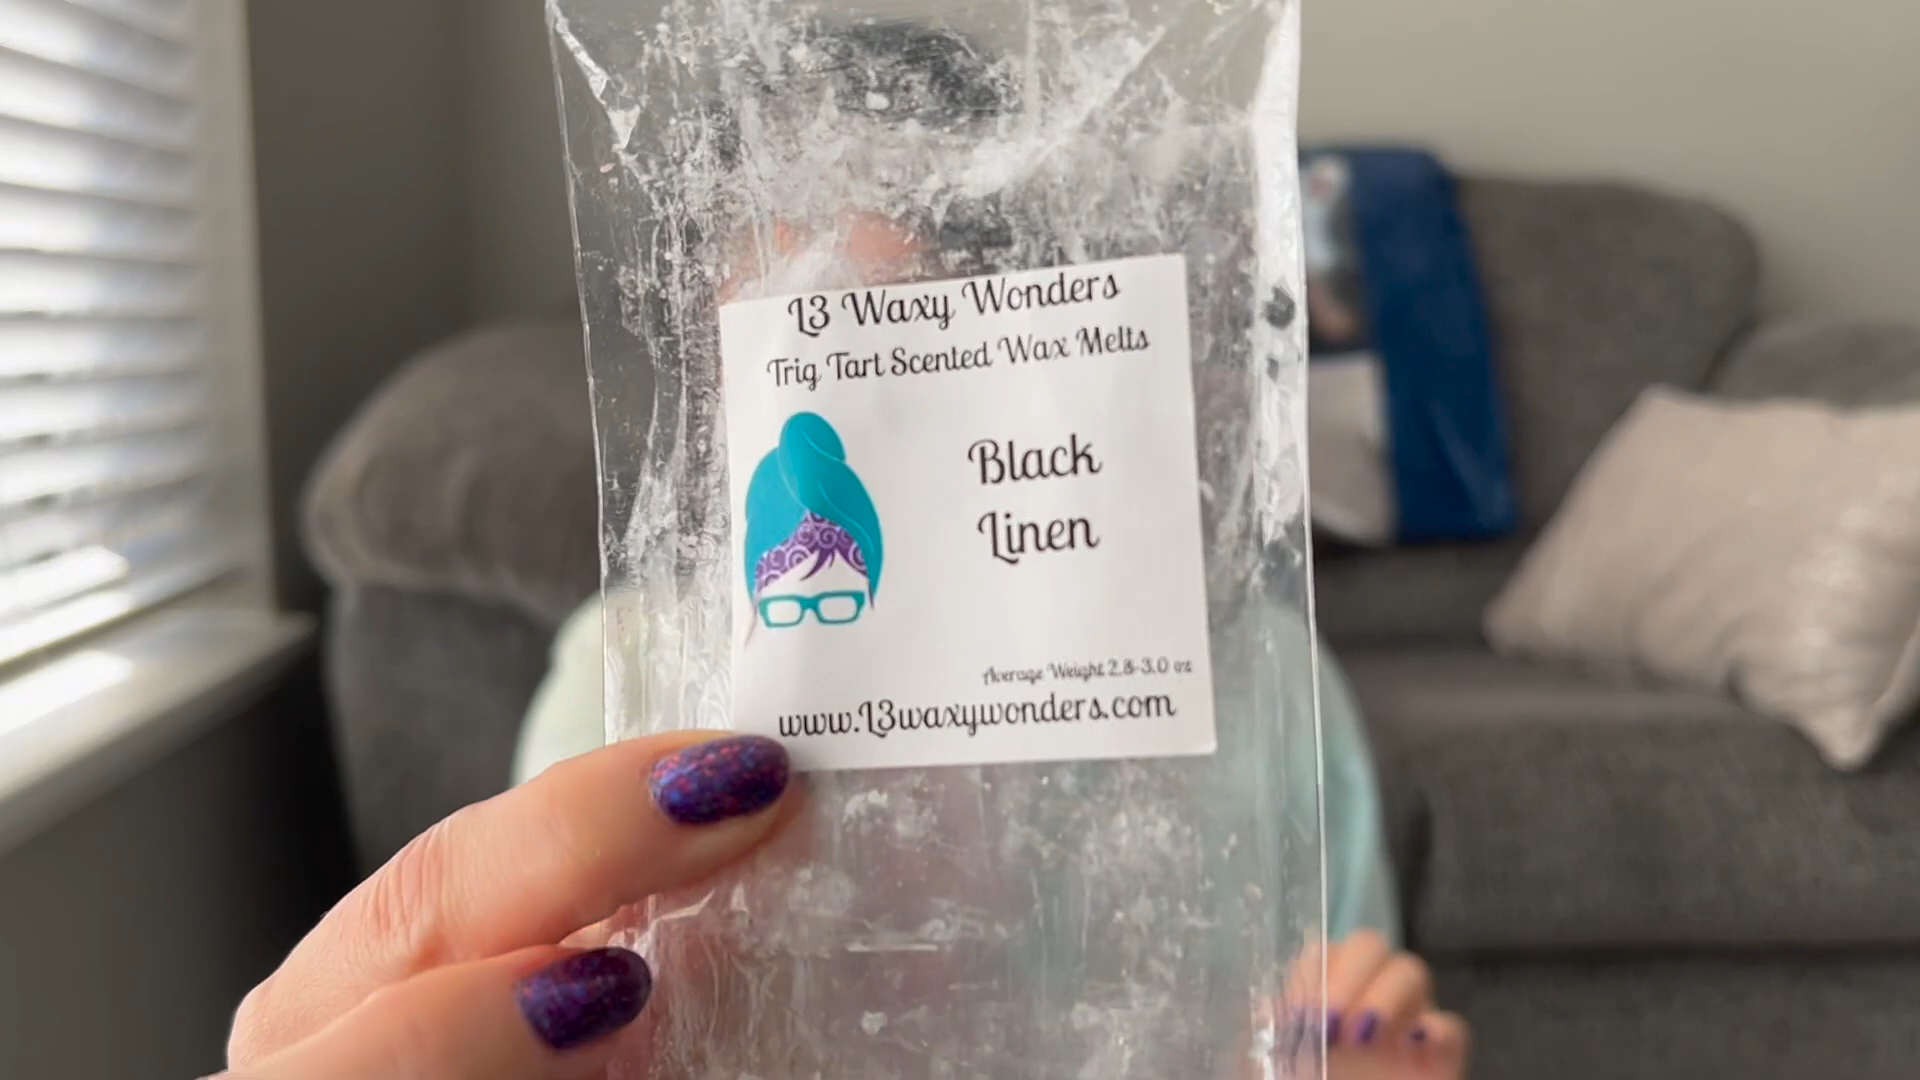 L3 Waxy Wonders
Trig Tart Scented Wax Melts
Black
Linen
Average Weight 2.8-3.0 oz
www.L3waxywonders.com